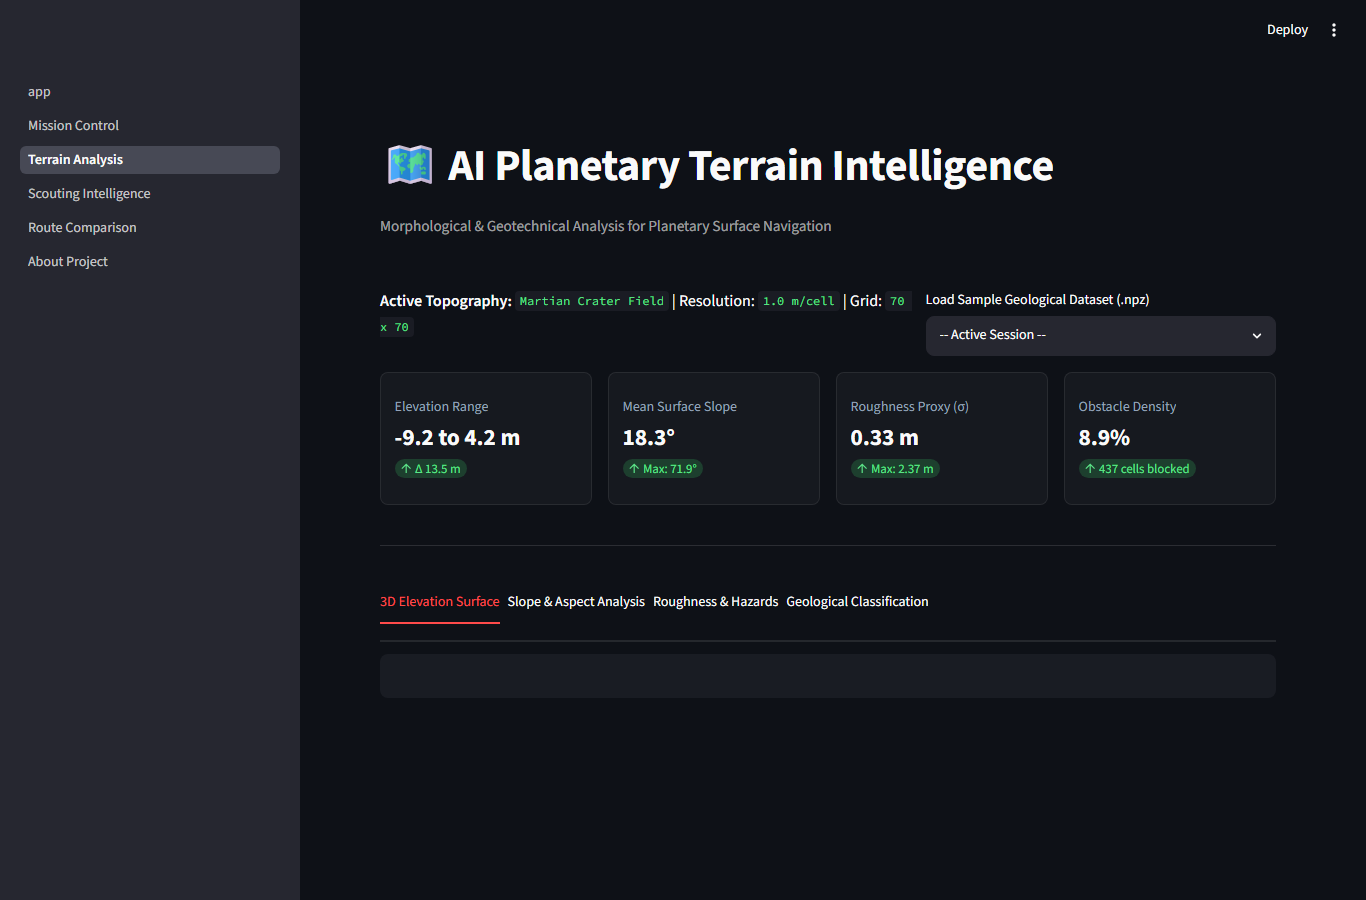 Deploy
app
Mission Control
Terrain Analysis
Scouting Intelligence
Route Comparison
About Project
AI Planetary Terrain Intelligence
Morphological & Geotechnical Analysis for Planetary Surface Navigation
Active Topography: Martian Crater Field | Resolution: 1.0 m/cell | Grid: 70
x 70
Load Sample Geological Dataset (.npz)
-- Active Session --
Elevation Range
-9.2 to 4.2 m
↑ Δ 13.5 m
Mean Surface Slope
18.3°
↑ Max: 71.9°
Roughness Proxy (σ)
0.33 m
↑ Max: 2.37 m
Obstacle Density
8.9%
↑ 437 cells blocked
3D Elevation Surface
Slope & Aspect Analysis
Roughness & Hazards
Geological Classification